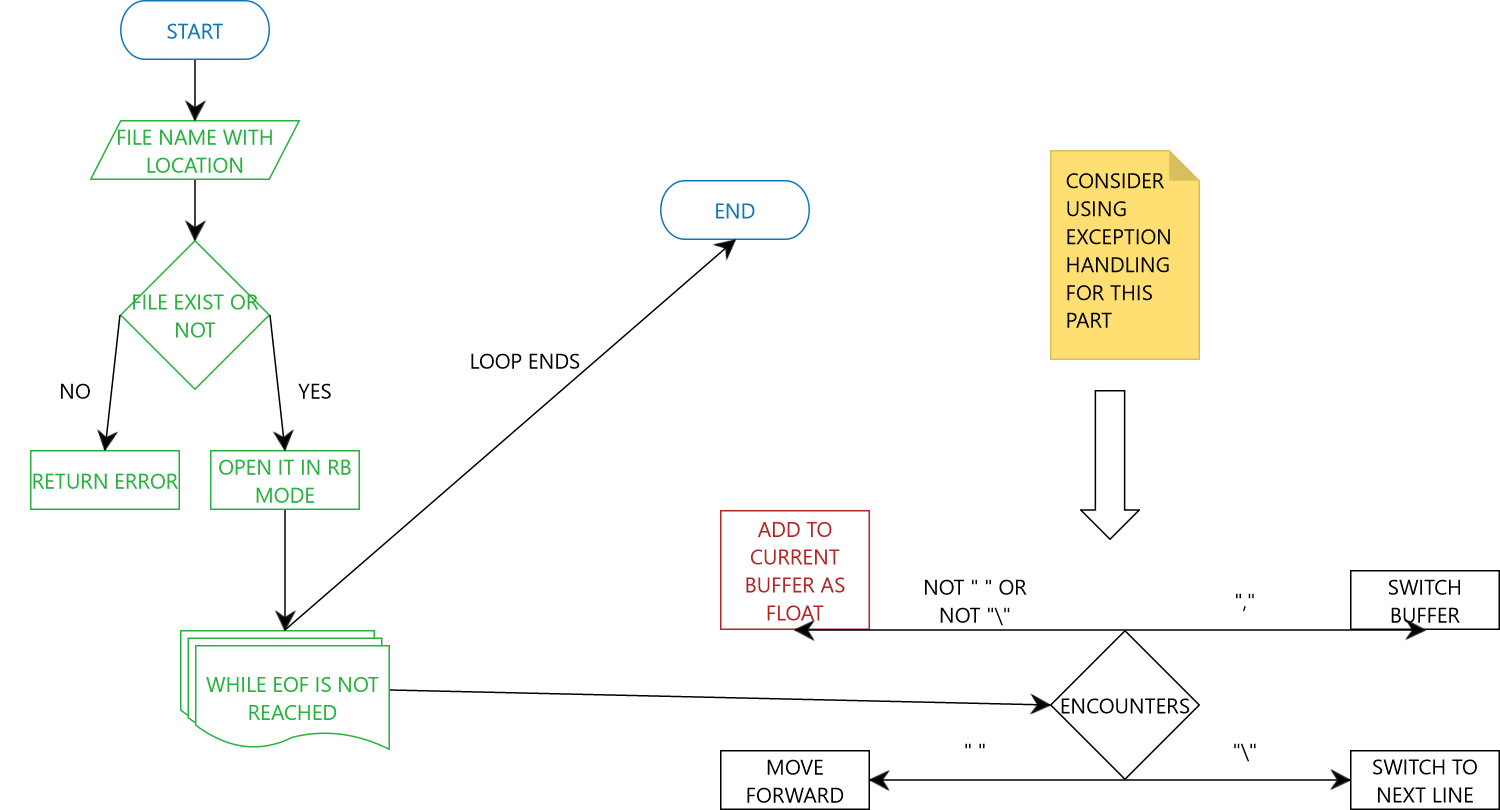 START
FILE NAME WITH
LOCATION
FILE EXIST OR
NOT
NO
YES
RETURN ERROR
OPEN IT IN RB
MODE
WHILE EOF IS NOT
REACHED
LOOP ENDS
END
CONSIDER
USING
EXCEPTION
HANDLING
FOR THIS
PART
ADD TO
CURRENT
BUFFER AS
FLOAT
NOT " " OR
NOT "\"
","
SWITCH
BUFFER
ENCOUNTERS
" "
"\"
MOVE
FORWARD
SWITCH TO
NEXT LINE